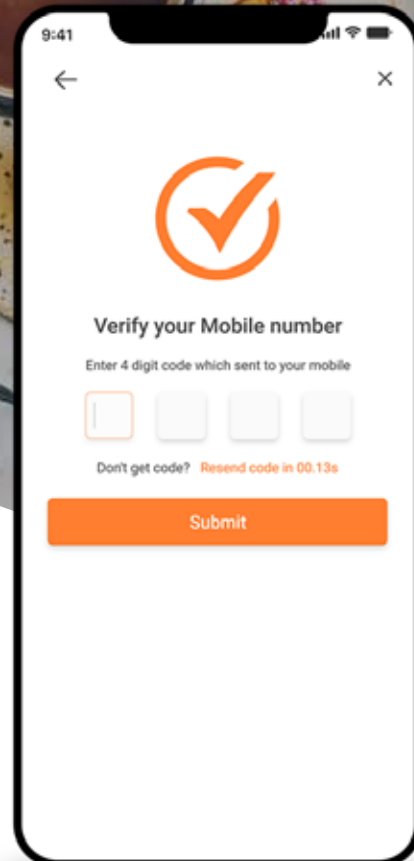 9:41
Verify your Mobile number
Enter 4 digit code which sent to your mobile
Don't get code? Resend code in 00.13s
Submit